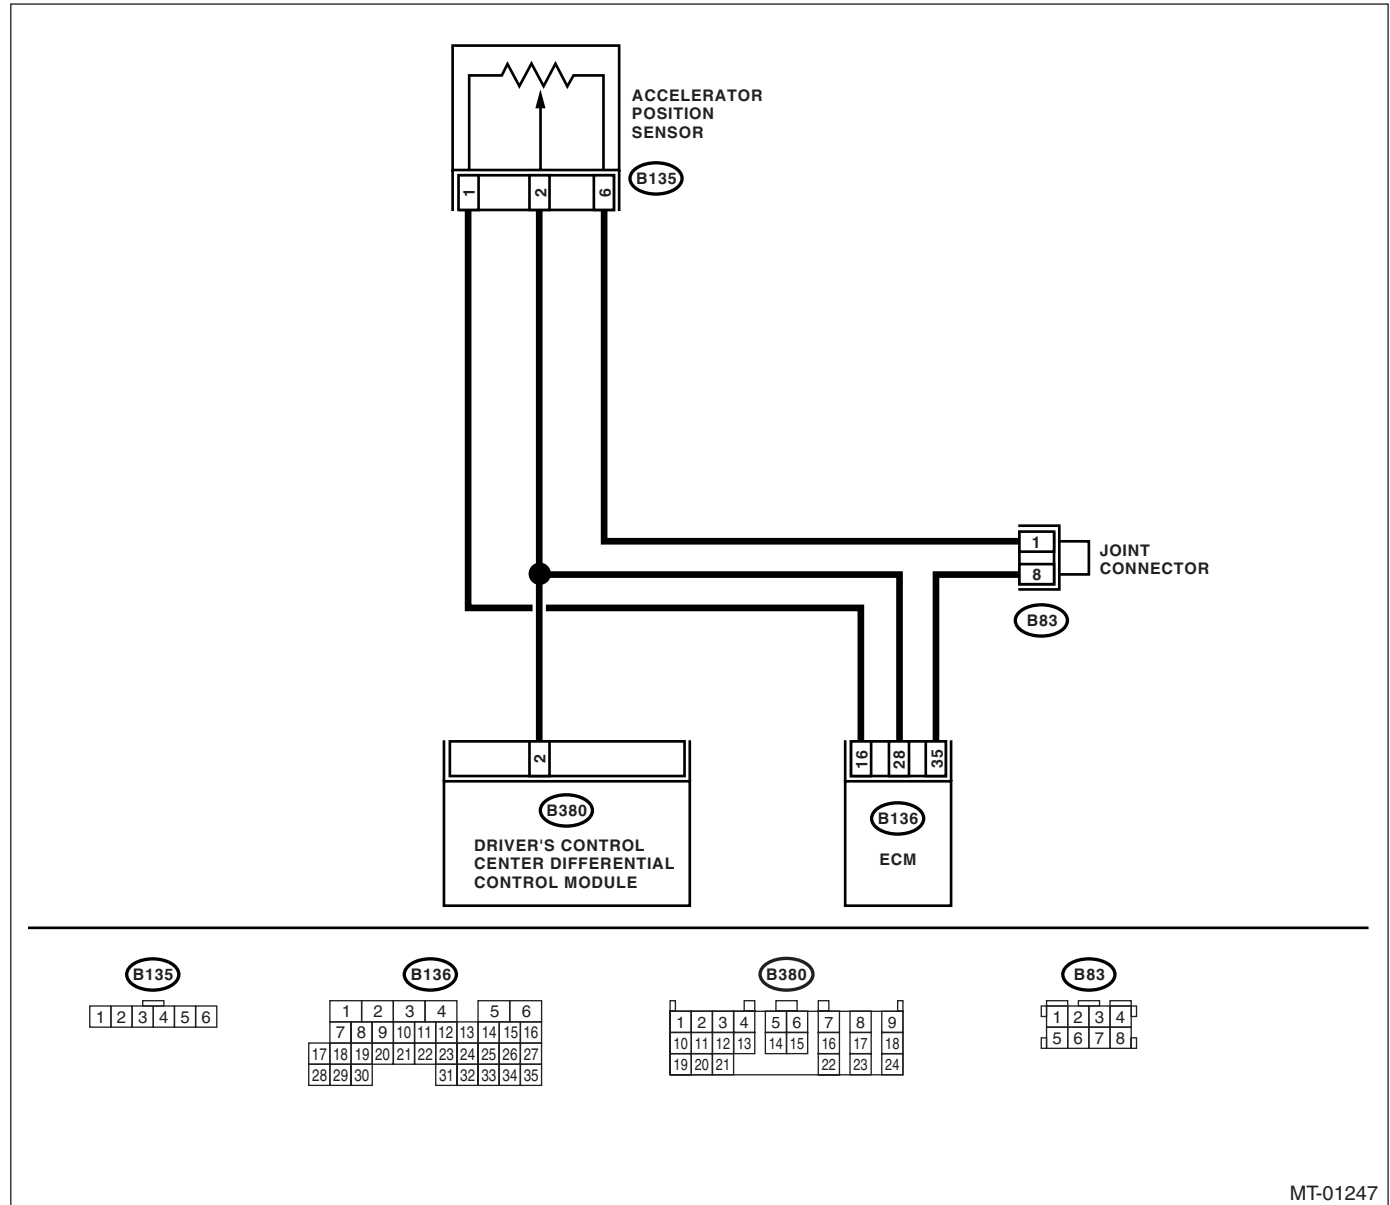 ACCELERATOR
POSITION
SENSOR
B135
1 2 6
1
8
JOINT
CONNECTOR
B83
2
16 28 35
B380
DRIVER'S CONTROL
CENTER DIFFERENTIAL
CONTROL MODULE
B136
ECM
B135
1 2 3 4 5 6
B136
1 2 3 4 5 6
7 8 9 10 11 12 13 14 15 16
17 18 19 20 21 22 23 24 25 26 27
28 29 30 31 32 33 34 35
B380
1 2 3 4 5 6 7 8 9
10 11 12 13 14 15 16 17 18
19 20 21 22 23 24
B83
1 2 3 4
5 6 7 8
MT-01247